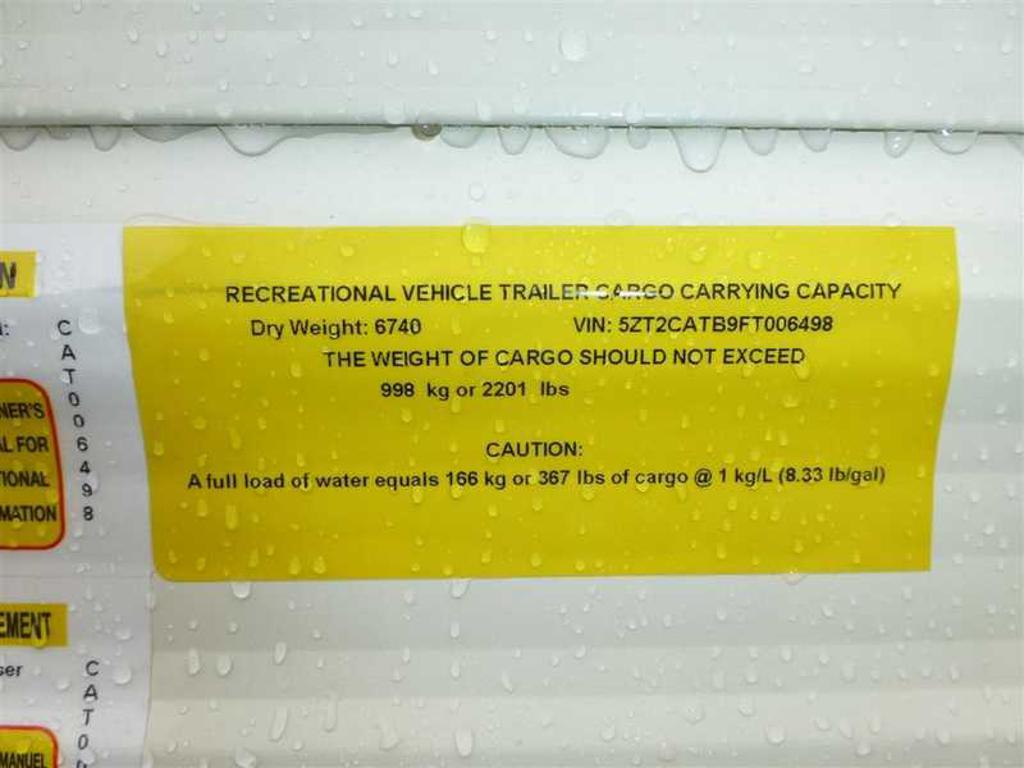 RECREATIONAL VEHICLE TRAILER CARGO CARRYING CAPACITY
Dry Weight: 6740 VIN: 5ZT2CATB9FT006498
THE WEIGHT OF CARGO SHOULD NOT EXCEED
998 kg or 2201 lbs
CAUTION:
A full load of water equals 166 kg or 367 lbs of cargo @ 1 kg/L (8.33 lb/gal)
N
:
C
A
T
0
0
6
4
9
8
NER'S
AL FOR
TIONAL
MATION
EMENT
ser
C
A
T
0
MANUEL